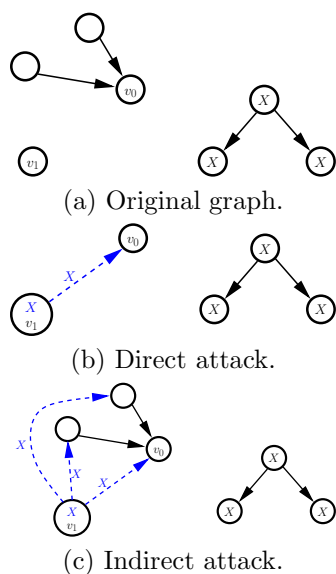 v₀
X
v₁
X
X
(a) Original graph.
v₀
X
X
X
v₁
X
X
(b) Direct attack.
X
v₀
X
X
X
X
v₁
X
X
(c) Indirect attack.